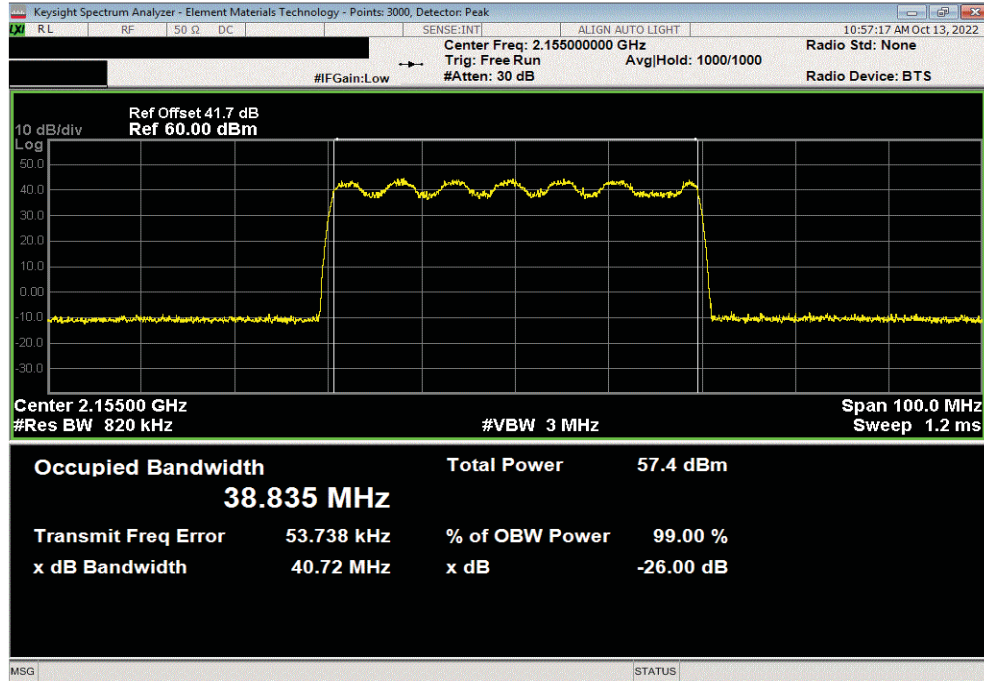 Keysight Spectrum Analyzer - Element Materials Technology - Points: 3000, Detector: Peak
LXI RL RF 50 Ω DC SENSE:INT ALIGN AUTO LIGHT 10:57:17 AM Oct 13, 2022
Center Freq: 2.155000000 GHz Radio Std: None
Trig: Free Run Avg|Hold: 1000/1000
#IFGain:Low #Atten: 30 dB Radio Device: BTS
Ref Offset 41.7 dB
10 dB/div Ref 60.00 dBm
Log
50.0
40.0
30.0
20.0
10.0
0.00
-10.0
-20.0
-30.0
Center 2.15500 GHz Span 100.0 MHz
#Res BW 820 kHz #VBW 3 MHz Sweep 1.2 ms
Occupied Bandwidth Total Power 57.4 dBm
38.835 MHz
Transmit Freq Error 53.738 kHz % of OBW Power 99.00 %
x dB Bandwidth 40.72 MHz x dB -26.00 dB
MSG STATUS